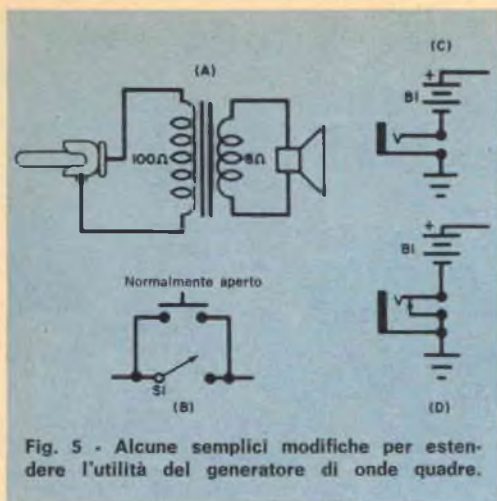 (A)
(C)
+
B1
100Ω
8Ω
(D)
+
B1
Normalmente aperto
S1
(B)
Fig. 5 - Alcune semplici modifiche per esten-
dere l'utilità del generatore di onde quadre.